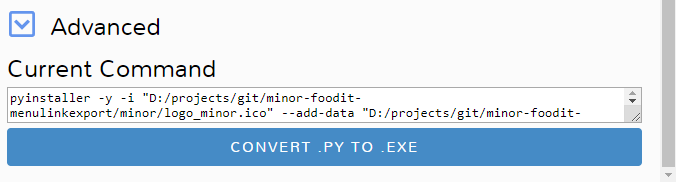 Advanced
Current Command
pyinstaller -y -i "D:/projects/git/minor-foodit-
menulinkexport/minor/logo_minor.ico" --add-data "D:/projects/git/minor-foodit-
CONVERT .PY TO .EXE